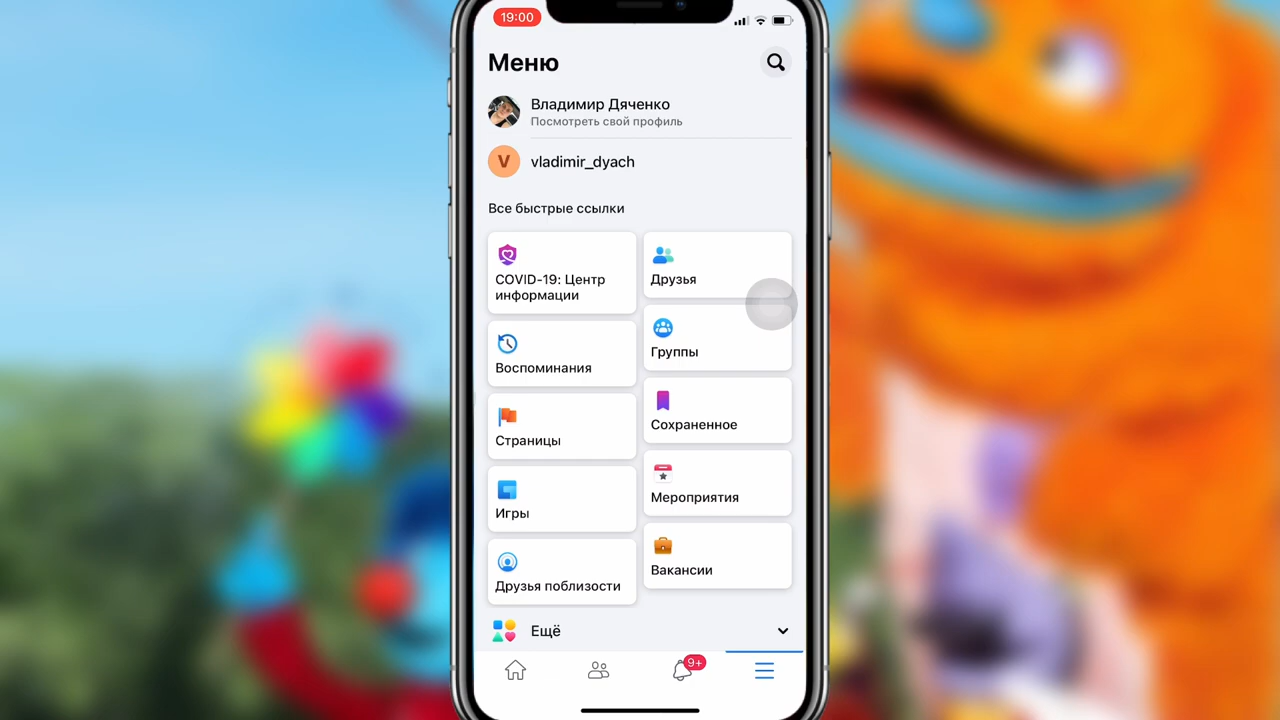 19:00
Меню
Владимир Дяченко
Посмотреть свой профиль
V
vladimir_dyach
Все быстрые ссылки
COVID-19: Центр
информации
Друзья
Воспоминания
Группы
Страницы
Сохраненное
Игры
Мероприятия
Друзья поблизости
Вакансии
Ещё
9+